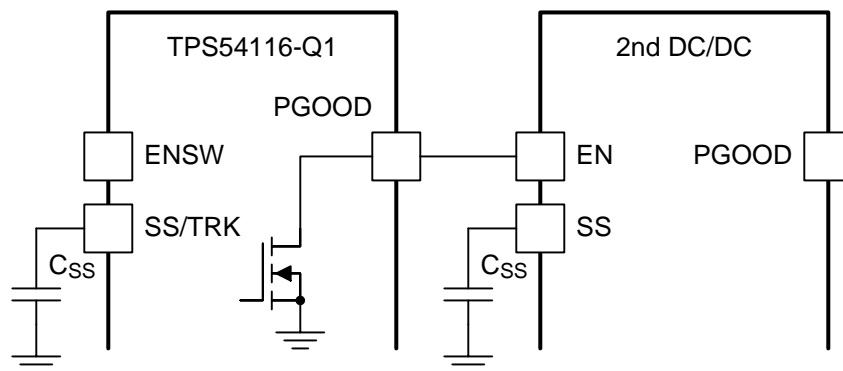 TPS54116-Q1
2nd DC/DC
PGOOD
ENSW
EN
PGOOD
SS/TRK
SS
CSS
CSS